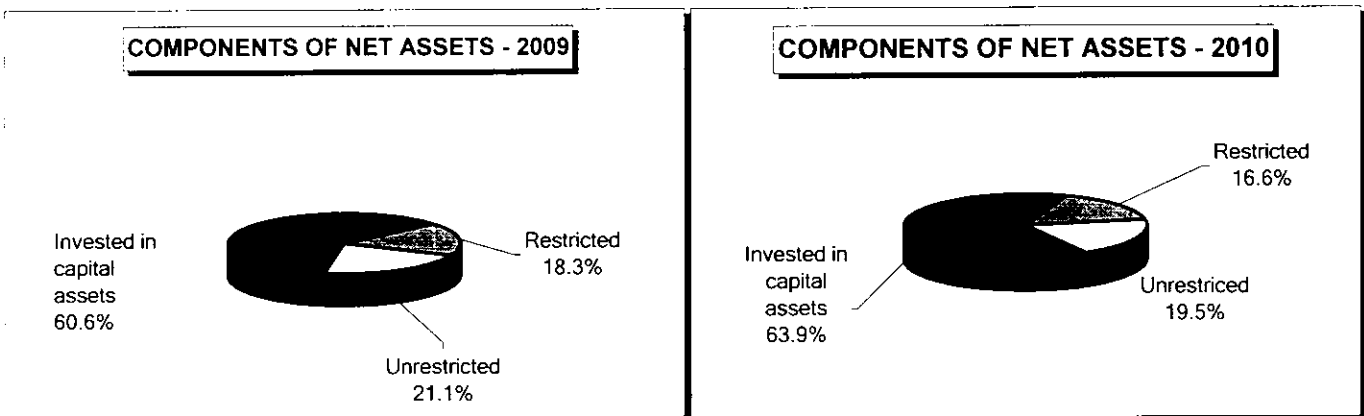 COMPONENTS OF NET ASSETS - 2009
Invested in
capital
assets
60.6%
Restricted
18.3%
Unrestricted
21.1%
COMPONENTS OF NET ASSETS - 2010
Restricted
16.6%
Invested in
capital
assets
63.9%
Unrestriced
19.5%